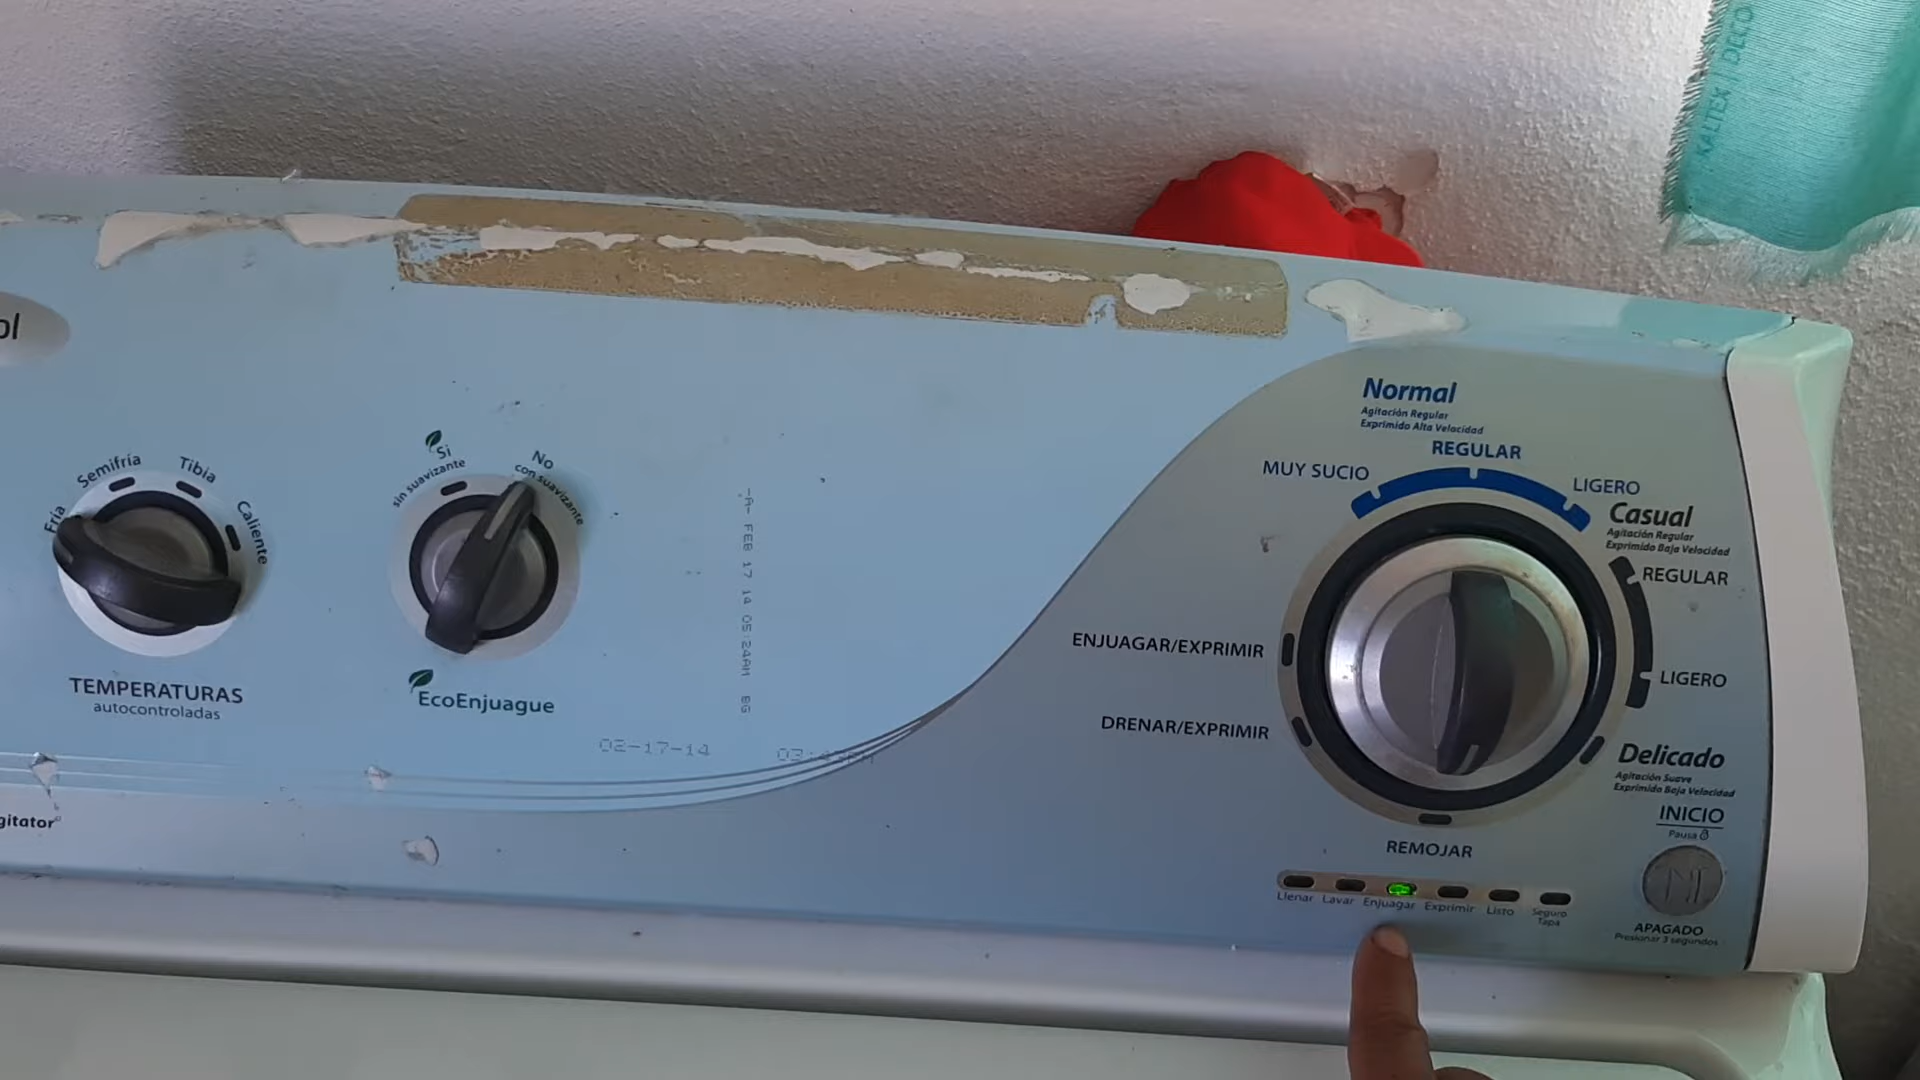 KALTEX | DECO
ol
Semifría
Tibia
Fría
Caliente
TEMPERATURAS
autocontroladas
Si
sin suavizante
No
con suavizante
EcoEnjuague
-A- FEB 17 14 05:24AM BG
02-17-14 03:43PM
gitator
Normal
Agitación Regular
Exprimido Alta Velocidad
REGULAR
MUY SUCIO
LIGERO
Casual
Agitación Regular
Exprimido Baja Velocidad
REGULAR
LIGERO
ENJUAGAR/EXPRIMIR
DRENAR/EXPRIMIR
Delicado
Agitación Suave
Exprimido Baja Velocidad
REMOJAR
INICIO
Pausa
Llenar Lavar Enjuagar Exprimir Listo Seguro
Tapa
APAGADO
Presionar 3 segundos